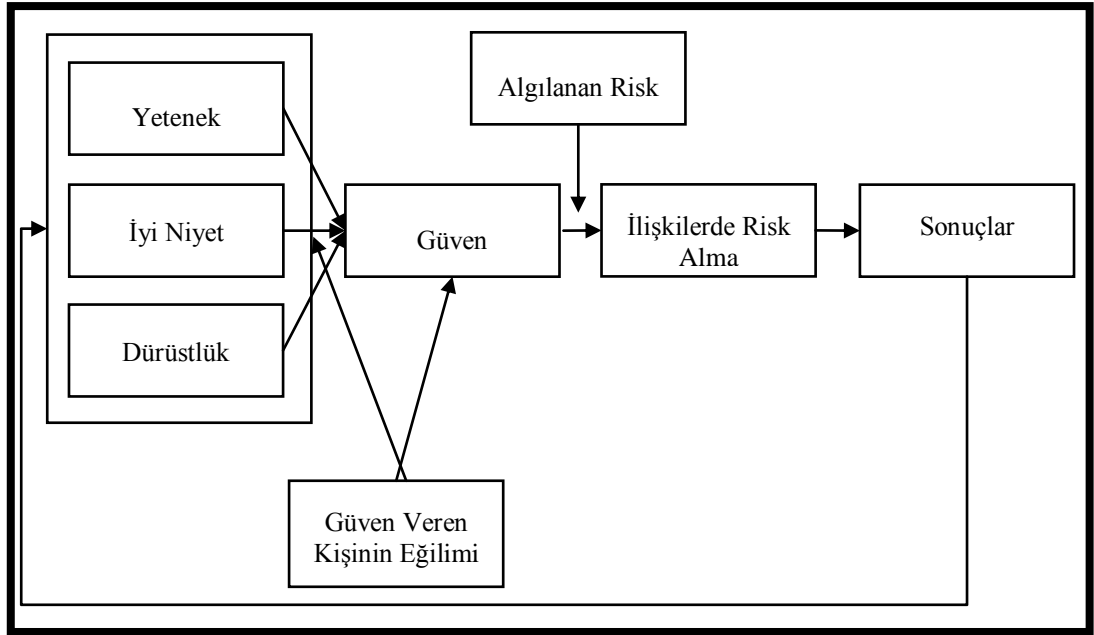 Algılanan Risk
Yetenek
İyi Niyet
Dürüstlük
Güven
İlişkilerde Risk
Alma
Sonuçlar
Güven Veren
Kişinin Eğilimi